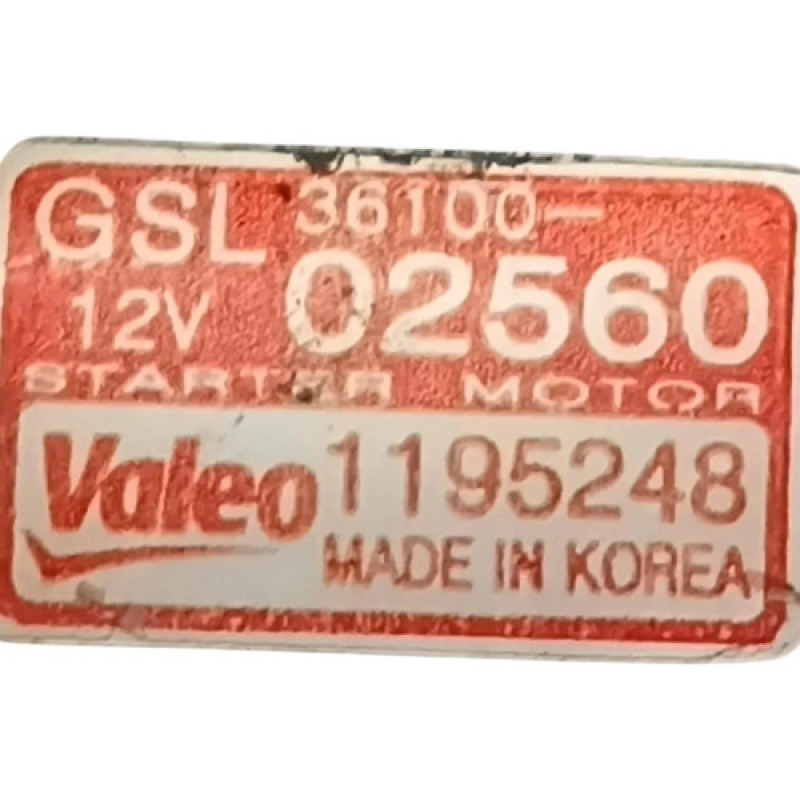 GSL 36100-
12V 02560
STARTER MOTOR
Valeo 1195248
MADE IN KOREA